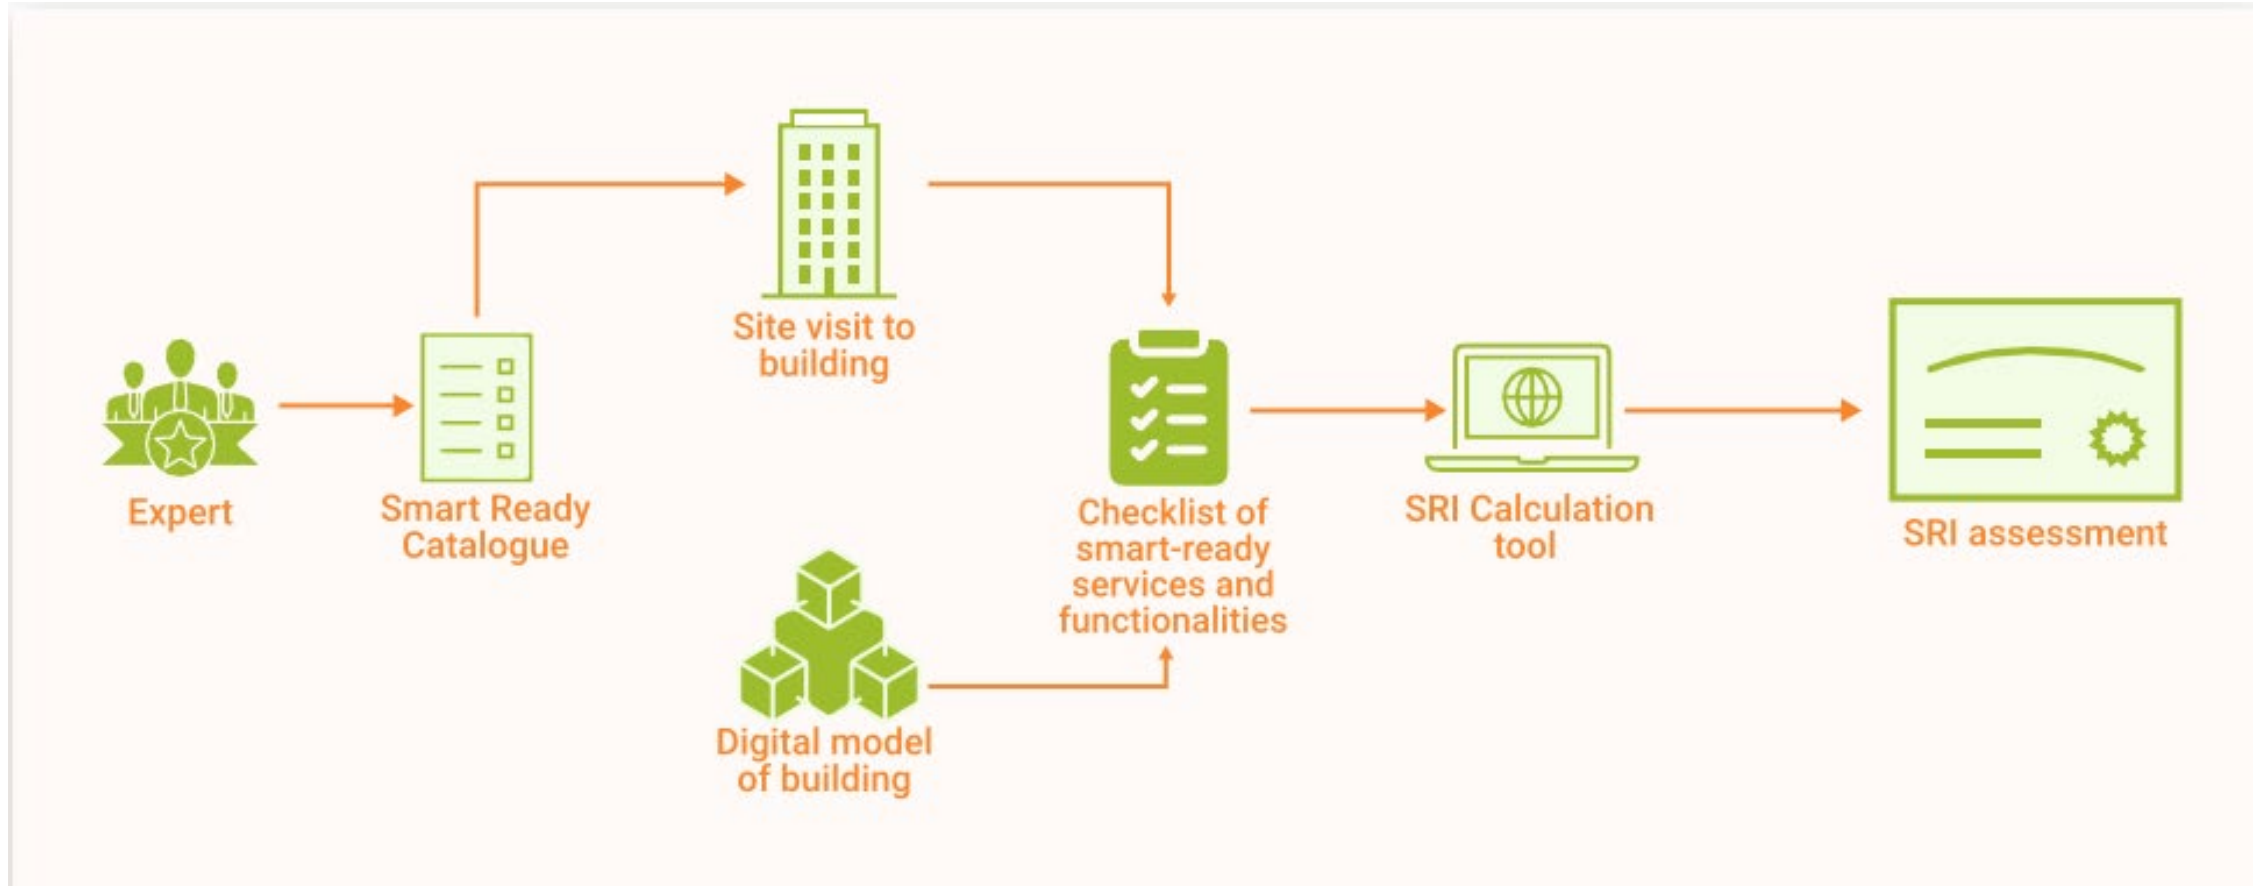 Site visit to
building
Expert
Smart Ready
Catalogue
Checklist of
smart-ready
services and
functionalities
SRI Calculation
tool
SRI assessment
Digital model
of building